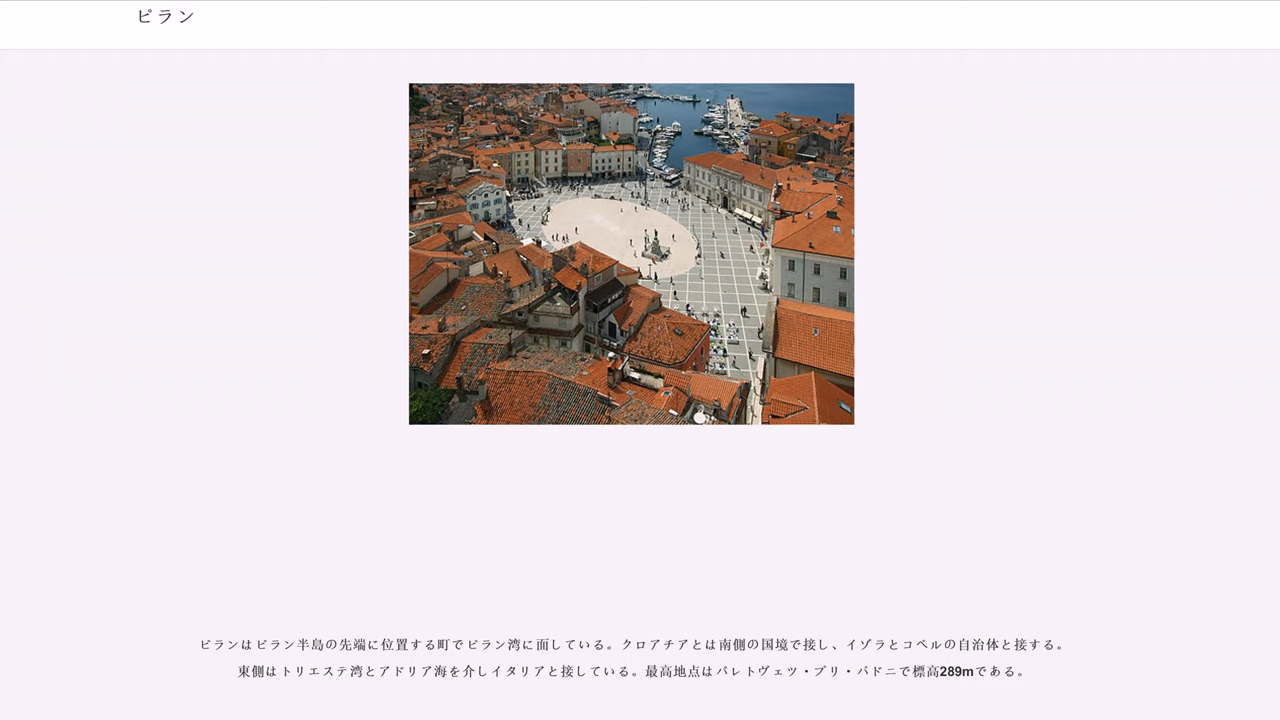 ピラン
ピランはピラン半島の先端に位置する町でピラン湾に面している。クロアチアとは南側の国境で接し、イゾラとコペルの自治体と接する。
東側はトリエステ湾とアドリア海を介しイタリアと接している。最高地点はバレトヴェツ・プリ・パドニで標高289mである。